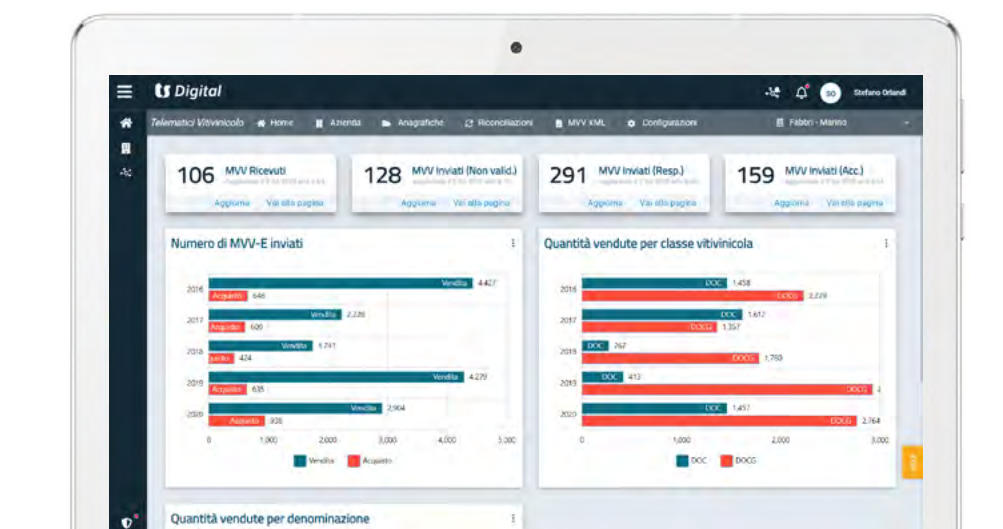 Digital
Stefano Orlandi
SO
Telematici Vitivinicolo Home Azienda Anagrafiche Riconciliazioni MVV XML Configurazioni Fabbri - Marino
106 MVV Ricevuti
Aggiorna Vai alla pagina
128 MVV Inviati (Non valid.)
Aggiorna Vai alla pagina
291 MVV Inviati (Resp.)
Aggiorna Vai alla pagina
159 MVV Inviati (Acc.)
Aggiorna Vai alla pagina
Numero di MVV-E inviati
2016 Vendita 4,427
Acquisto 646
2017 Vendita 2,226
Acquisto 600
2018 Vendita 1,741
424
2019 Vendita 4,279
Acquisto 635
2020 Vendita 2,904
Acquisto 935
0 1,000 2,000 3,000 4,000 5,000
Vendita Acquisto
Quantità vendute per classe vitivinicola
2016 DOC 1,458
DOCG 2,229
2017 DOC 1,612
DOCG 1,357
2018 DOC 267
DOCG 1,780
2019 DOC 413
DOCG
2020 DOC 1,457
DOCG 2,764
0 1,000 2,000 3,000
DOC DOCG
Quantità vendute per denominazione